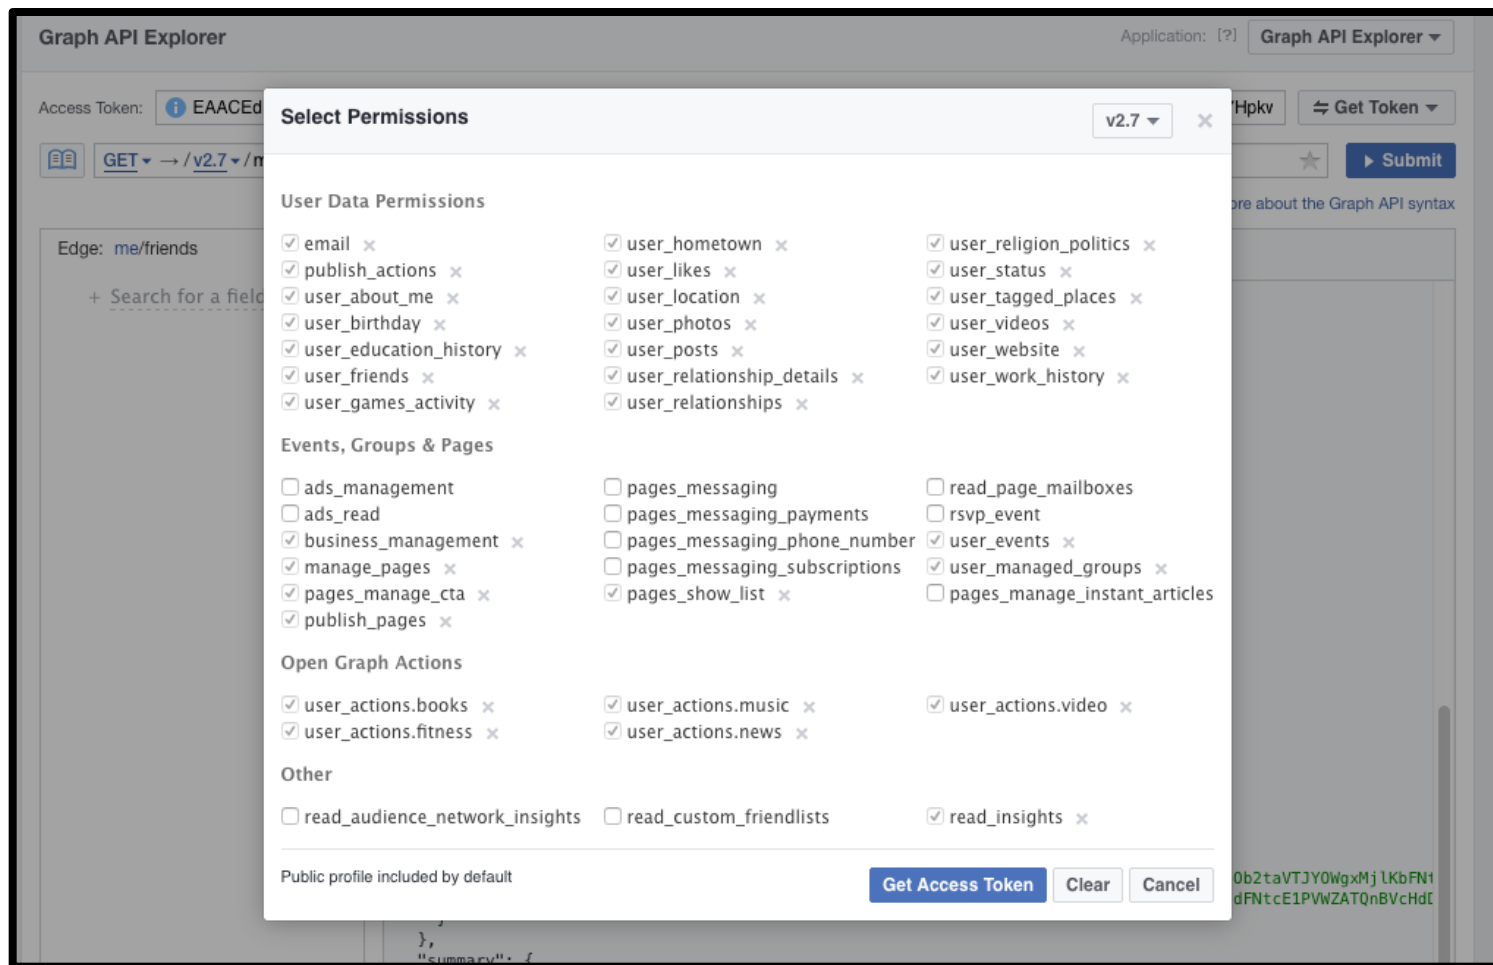 Graph API Explorer
Application: [?] Graph API Explorer
Access Token: EAACEd Hpkv Get Token
Select Permissions v2.7
GET → / v2.7 / m Submit
ore about the Graph API syntax
Edge: me/friends
+ Search for a field
User Data Permissions
email user_hometown user_religion_politics
publish_actions user_likes user_status
user_about_me user_location user_tagged_places
user_birthday user_photos user_videos
user_education_history user_posts user_website
user_friends user_relationship_details user_work_history
user_games_activity user_relationships
Events, Groups & Pages
ads_management pages_messaging read_page_mailboxes
ads_read pages_messaging_payments rsvp_event
business_management pages_messaging_phone_number user_events
manage_pages pages_messaging_subscriptions user_managed_groups
pages_manage_cta pages_show_list pages_manage_instant_articles
publish_pages
Open Graph Actions
user_actions.books user_actions.music user_actions.video
user_actions.fitness user_actions.news
Other
read_audience_network_insights read_custom_friendlists read_insights
Public profile included by default
Get Access Token Clear Cancel
Ob2taVTJYOWgxMjlKbFN
dFNtcE1PVWZATQnBVcHd
},
"summary": {